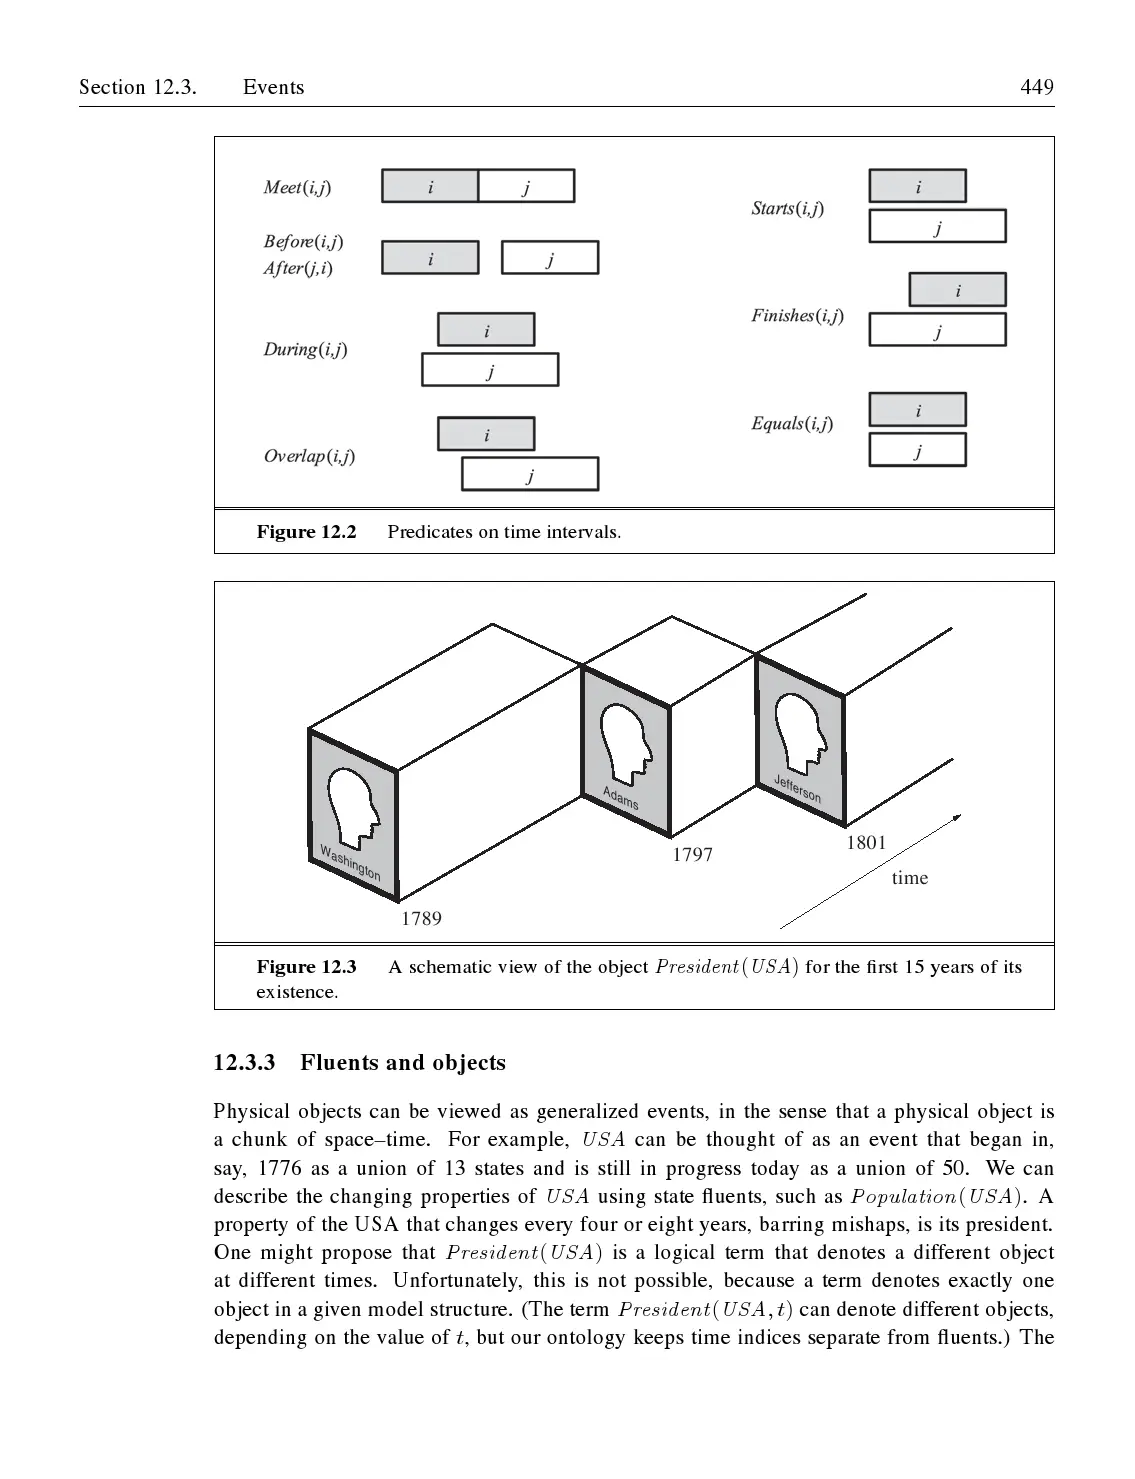 Section 12.3. Events 449
Meet(i,j) i j
Before(i,j)
After(j,i) i j
During(i,j) i
j
Overlap(i,j) i
j
Starts(i,j) i
j
Finishes(i,j) i
j
Equals(i,j) i
j
Figure 12.2 Predicates on time intervals.
Washington
Adams
Jefferson
1789
1797
1801
time
Figure 12.3 A schematic view of the object President(USA) for the first 15 years of its
existence.
12.3.3 Fluents and objects
Physical objects can be viewed as generalized events, in the sense that a physical object is
a chunk of space–time. For example, USA can be thought of as an event that began in,
say, 1776 as a union of 13 states and is still in progress today as a union of 50. We can
describe the changing properties of USA using state fluents, such as Population(USA). A
property of the USA that changes every four or eight years, barring mishaps, is its president.
One might propose that President(USA) is a logical term that denotes a different object
at different times. Unfortunately, this is not possible, because a term denotes exactly one
object in a given model structure. (The term President(USA, t) can denote different objects,
depending on the value of t, but our ontology keeps time indices separate from fluents.) The